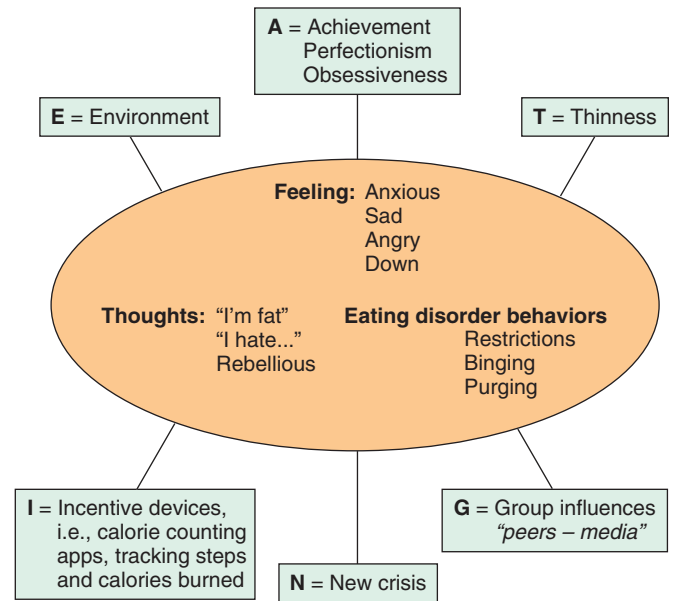 A = Achievement
Perfectionism
Obsessiveness
E = Environment
T = Thinness
Feeling: Anxious
Sad
Angry
Down
Thoughts: "I'm fat"
"I hate..."
Rebellious
Eating disorder behaviors
Restrictions
Binging
Purging
I = Incentive devices,
i.e., calorie counting
apps, tracking steps
and calories burned
N = New crisis
G = Group influences
"peers – media"